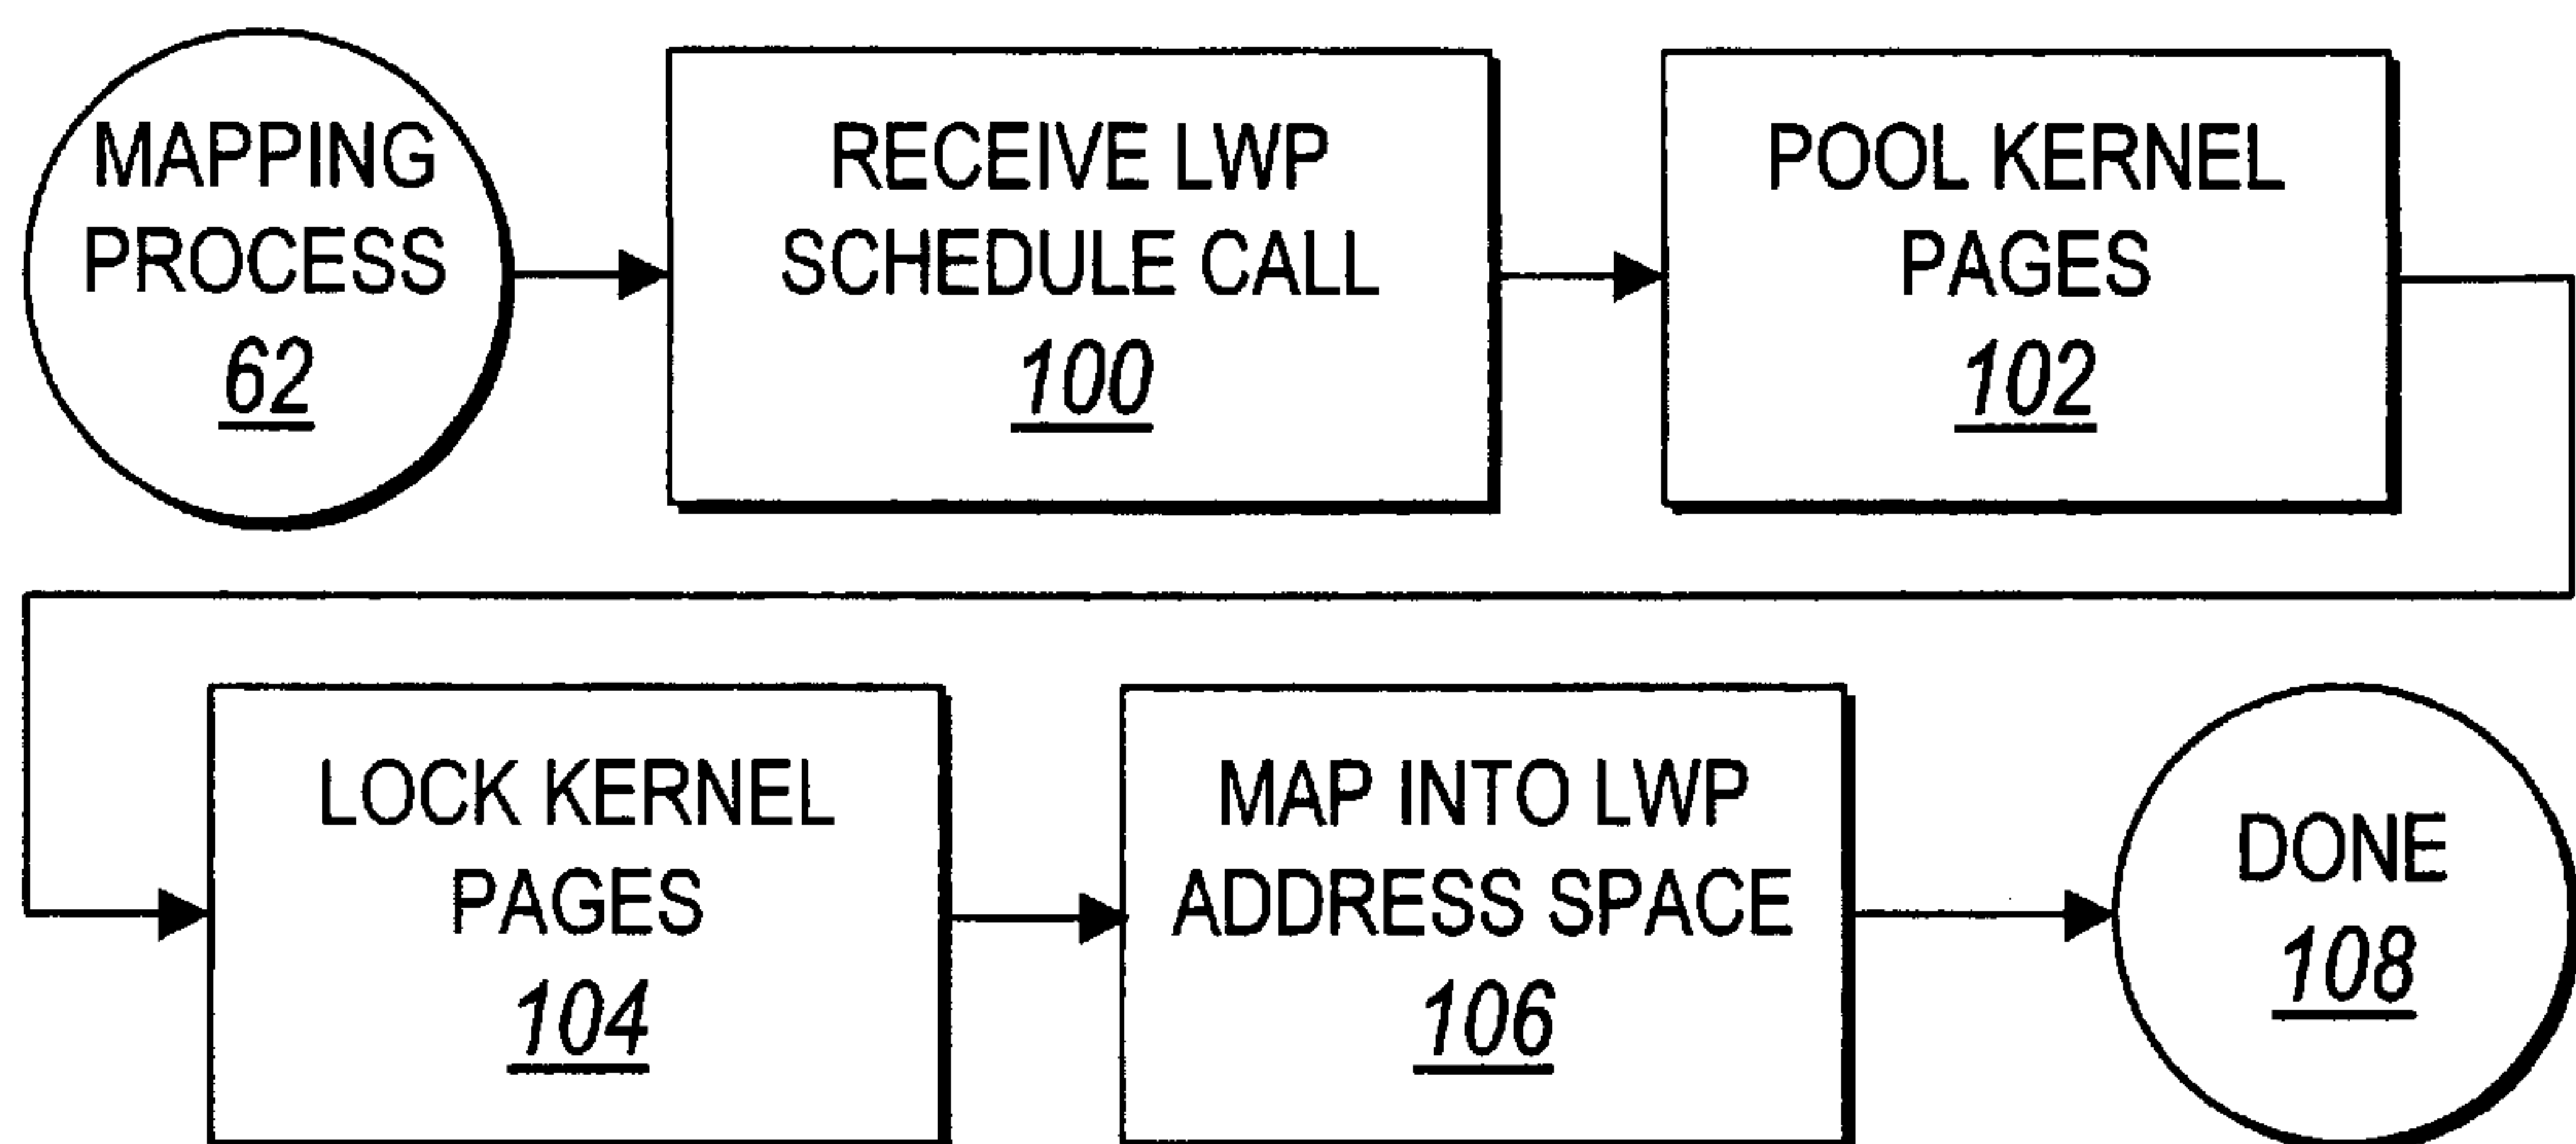 MAPPING
PROCESS
62
RECEIVE LWP
SCHEDULE CALL
100
POOL KERNEL
PAGES
102
LOCK KERNEL
PAGES
104
MAP INTO LWP
ADDRESS SPACE
106
DONE
108